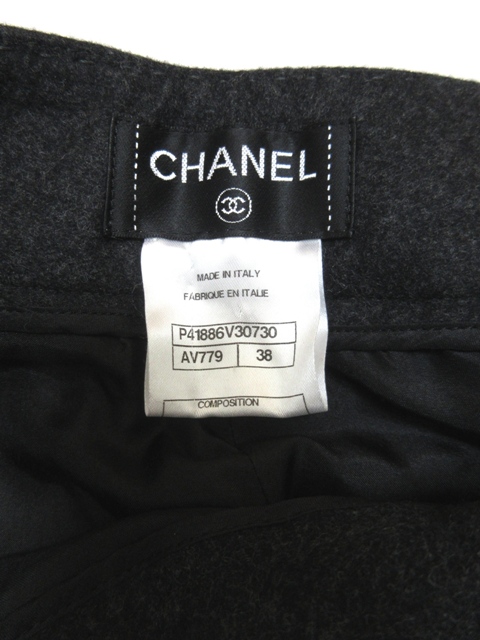 CHANEL
MADE IN ITALY
FABRIQUE EN ITALIE
P41886V30730
AV779 38
COMPOSITION